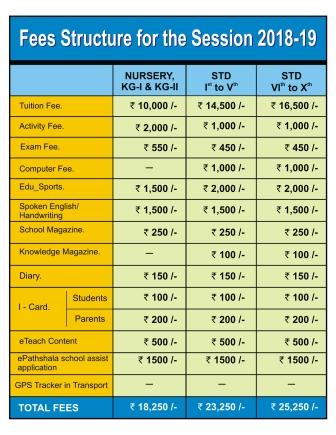 Fees Structure for the Session 2018-19
NURSERY, KG-I & KG-II STD Iˢᵗ to Vᵗʰ STD VIᵗʰ to Xᵗʰ
Tuition Fee. ₹ 10,000 /- ₹ 14,500 /- ₹ 16,500 /-
Activity Fee. ₹ 2,000 /- ₹ 1,000 /- ₹ 1,000 /-
Exam Fee. ₹ 550 /- ₹ 450 /- ₹ 450 /-
Computer Fee. — ₹ 1,000 /- ₹ 1,000 /-
Edu_Sports. ₹ 1,500 /- ₹ 2,000 /- ₹ 2,000 /-
Spoken English/ Handwriting ₹ 1,500 /- ₹ 1,500 /- ₹ 1,500 /-
School Magazine. ₹ 250 /- ₹ 250 /- ₹ 250 /-
Knowledge Magazine. — ₹ 100 /- ₹ 100 /-
Diary. ₹ 150 /- ₹ 150 /- ₹ 150 /-
I - Card. Students ₹ 100 /- ₹ 100 /- ₹ 100 /-
Parents ₹ 200 /- ₹ 200 /- ₹ 200 /-
eTeach Content ₹ 500 /- ₹ 500 /- ₹ 500 /-
ePathshala school assist application ₹ 1500 /- ₹ 1500 /- ₹ 1500 /-
GPS Tracker in Transport — — —
TOTAL FEES ₹ 18,250 /- ₹ 23,250 /- ₹ 25,250 /-